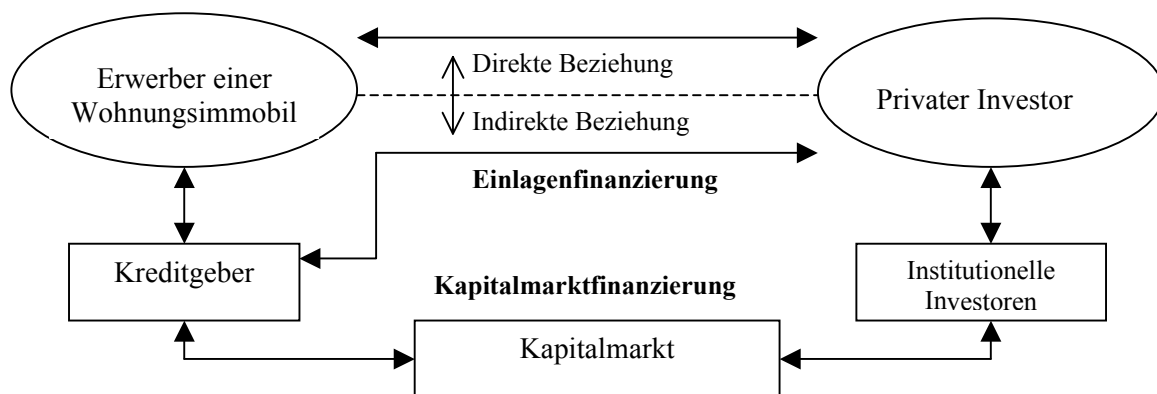 Erwerber einer
Wohnungsimmobil
Direkte Beziehung
Indirekte Beziehung
Privater Investor
Einlagenfinanzierung
Kreditgeber
Institutionelle
Investoren
Kapitalmarktfinanzierung
Kapitalmarkt